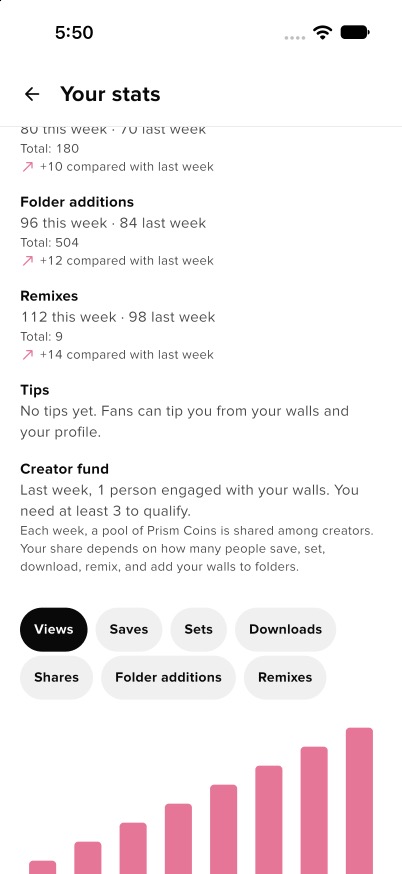 5:50
Your stats
80 this week · 70 last week
Total: 180
+10 compared with last week
Folder additions
96 this week · 84 last week
Total: 504
+12 compared with last week
Remixes
112 this week · 98 last week
Total: 9
+14 compared with last week
Tips
No tips yet. Fans can tip you from your walls and
your profile.
Creator fund
Last week, 1 person engaged with your walls. You
need at least 3 to qualify.
Each week, a pool of Prism Coins is shared among creators.
Your share depends on how many people save, set,
download, remix, and add your walls to folders.
Views Saves Sets Downloads
Shares Folder additions Remixes